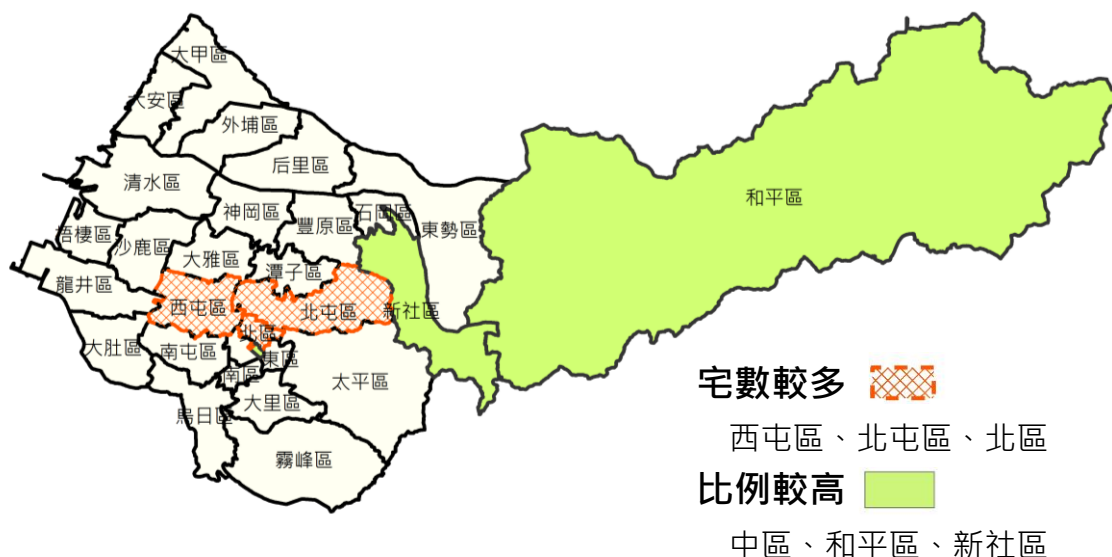 大甲區
大安區
外埔區
后里區
清水區
和平區
神岡區
石岡區
豐原區
東勢區
梧棲區
沙鹿區
大雅區
潭子區
龍井區
西屯區
北屯區
新社區
北區
大肚區
南屯區
東區
南區
太平區
大里區
烏日區
霧峰區
宅數較多
西屯區、北屯區、北區
比例較高
中區、和平區、新社區